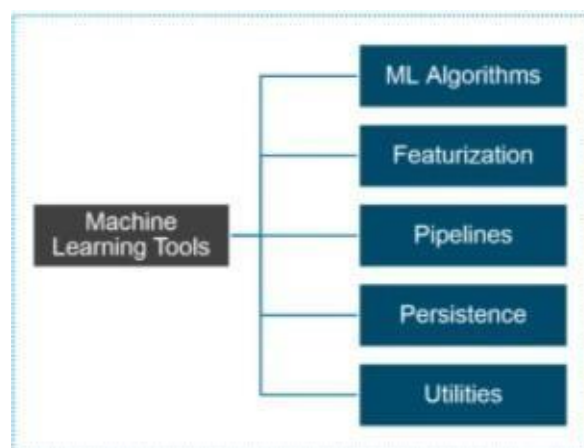 ML Algorithms
Featurization
Machine
Learning Tools
Pipelines
Persistence
Utilities